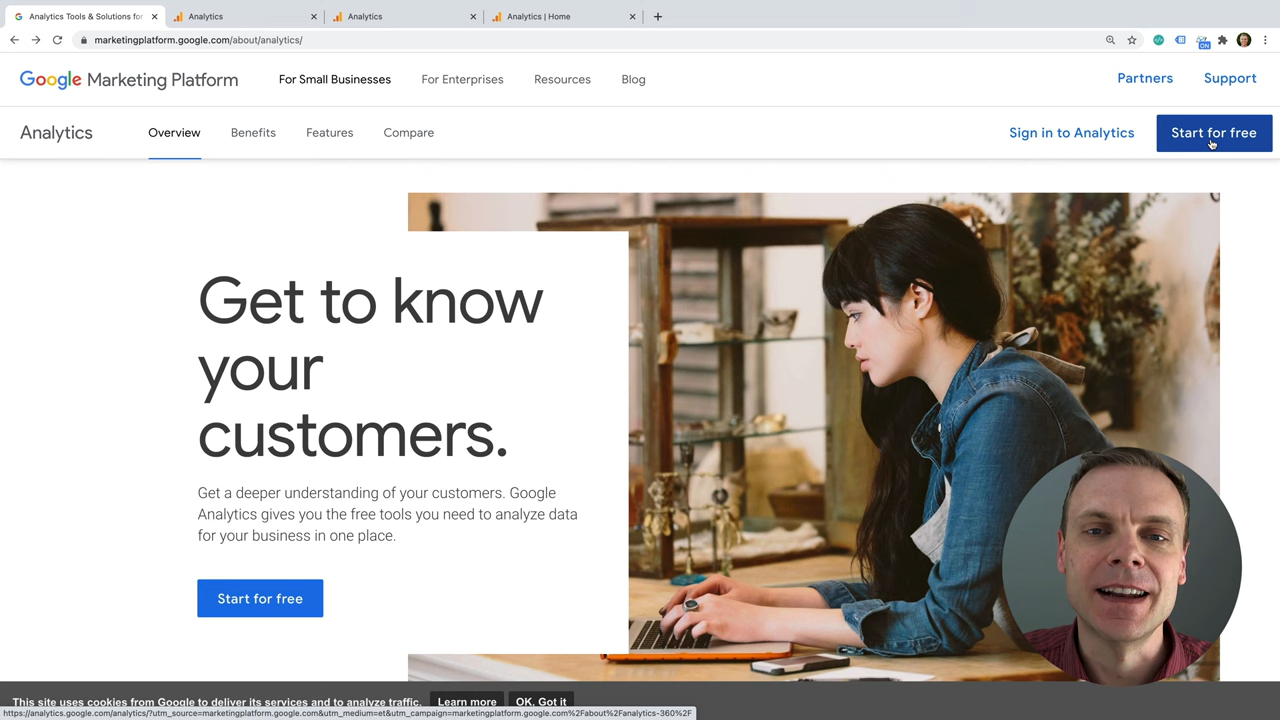 Analytics Tools & Solutions for
Analytics
Analytics
Analytics | Home
marketingplatform.google.com/about/analytics/
ON
Google Marketing Platform
For Small Businesses
For Enterprises
Resources
Blog
Partners
Support
Analytics
Overview
Benefits
Features
Compare
Sign in to Analytics
Start for free
Get to know
your
customers.
Get a deeper understanding of your customers. Google
Analytics gives you the free tools you need to analyze data
for your business in one place.
Start for free
This site uses cookies from Google to deliver its services and to analyze traffic.
Learn more
OK, Got it
https://analytics.google.com/analytics/?utm_source=marketingplatform.google.com&utm_medium=et&utm_campaign=marketingplatform.google.com%2Fabout%2Fanalytics-360%2F